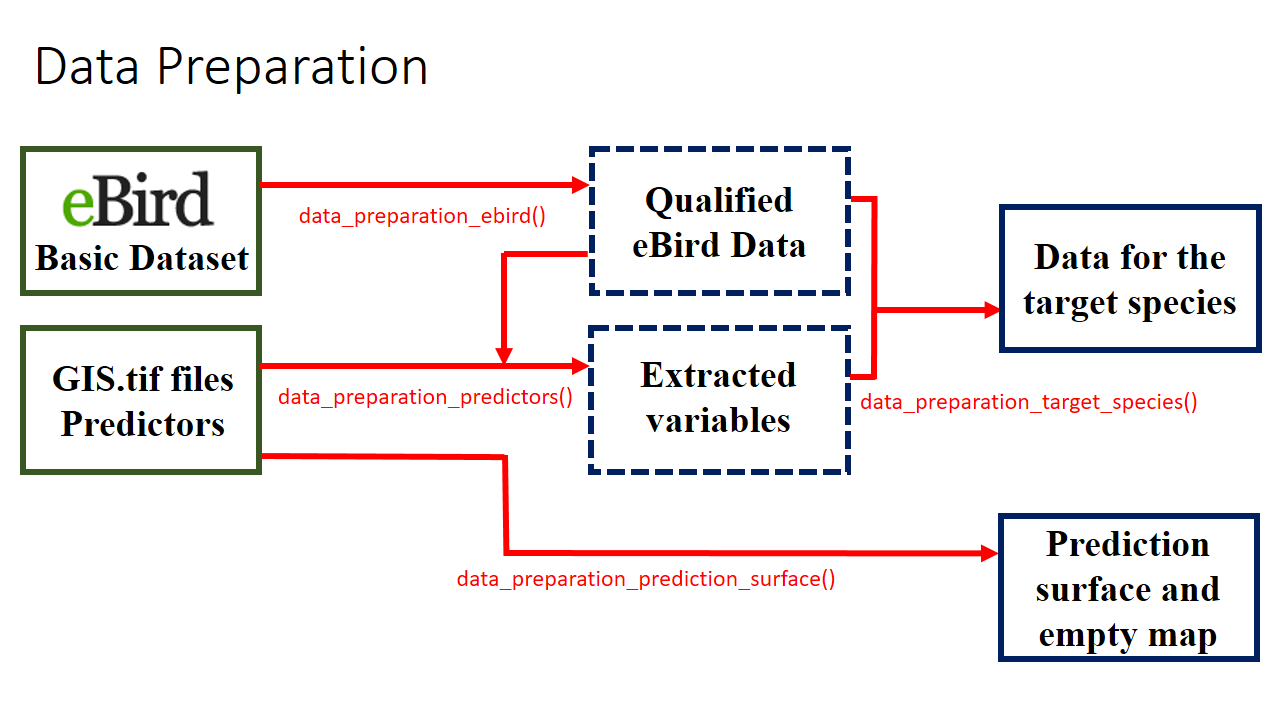 Data Preparation
eBird
Basic Dataset
data_preparation_ebird()
Qualified
eBird Data
Data for the
target species
GIS.tif files
Predictors
data_preparation_predictors()
Extracted
variables
data_preparation_target_species()
data_preparation_prediction_surface()
Prediction
surface and
empty map